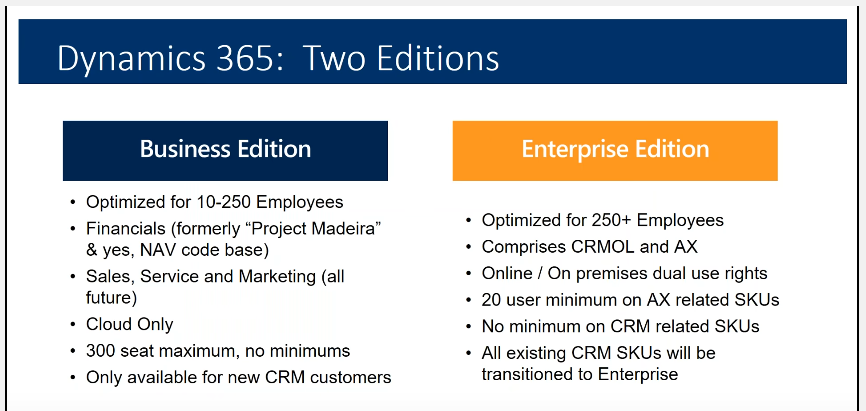 Dynamics 365:  Two Editions
Business Edition
• Optimized for 10-250 Employees
• Financials (formerly “Project Madeira”
& yes, NAV code base)
• Sales, Service and Marketing (all
future)
• Cloud Only
• 300 seat maximum, no minimums
• Only available for new CRM customers
Enterprise Edition
• Optimized for 250+ Employees
• Comprises CRMOL and AX
• Online / On premises dual use rights
• 20 user minimum on AX related SKUs
• No minimum on CRM related SKUs
• All existing CRM SKUs will be
transitioned to Enterprise